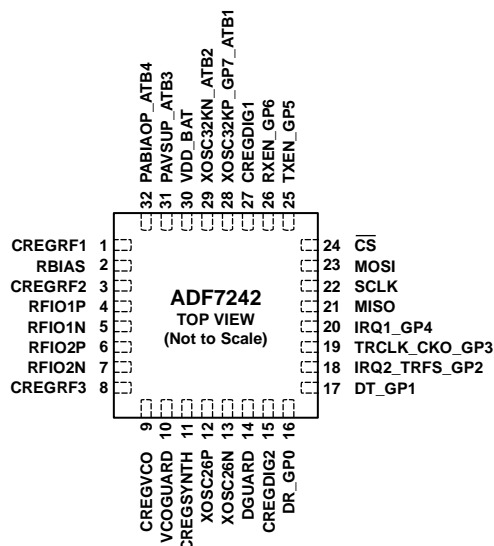 32 PABIAOP_ATB4
31 PAVSUP_ATB3
30 VDD_BAT
29 XOSC32KN_ATB2
28 XOSC32KP_GP7_ATB1
27 CREGDIG1
26 RXEN_GP6
25 TXEN_GP5
CREGRF1 1
RBIAS 2
CREGRF2 3
RFIO1P 4
RFIO1N 5
RFIO2P 6
RFIO2N 7
CREGRF3 8
ADF7242
TOP VIEW
(Not to Scale)
24 CS
23 MOSI
22 SCLK
21 MISO
20 IRQ1_GP4
19 TRCLK_CKO_GP3
18 IRQ2_TRFS_GP2
17 DT_GP1
CREGVCO 9
VCOGUARD 10
CREGSYNTH 11
XOSC26P 12
XOSC26N 13
DGUARD 14
CREGDIG2 15
DR_GP0 16